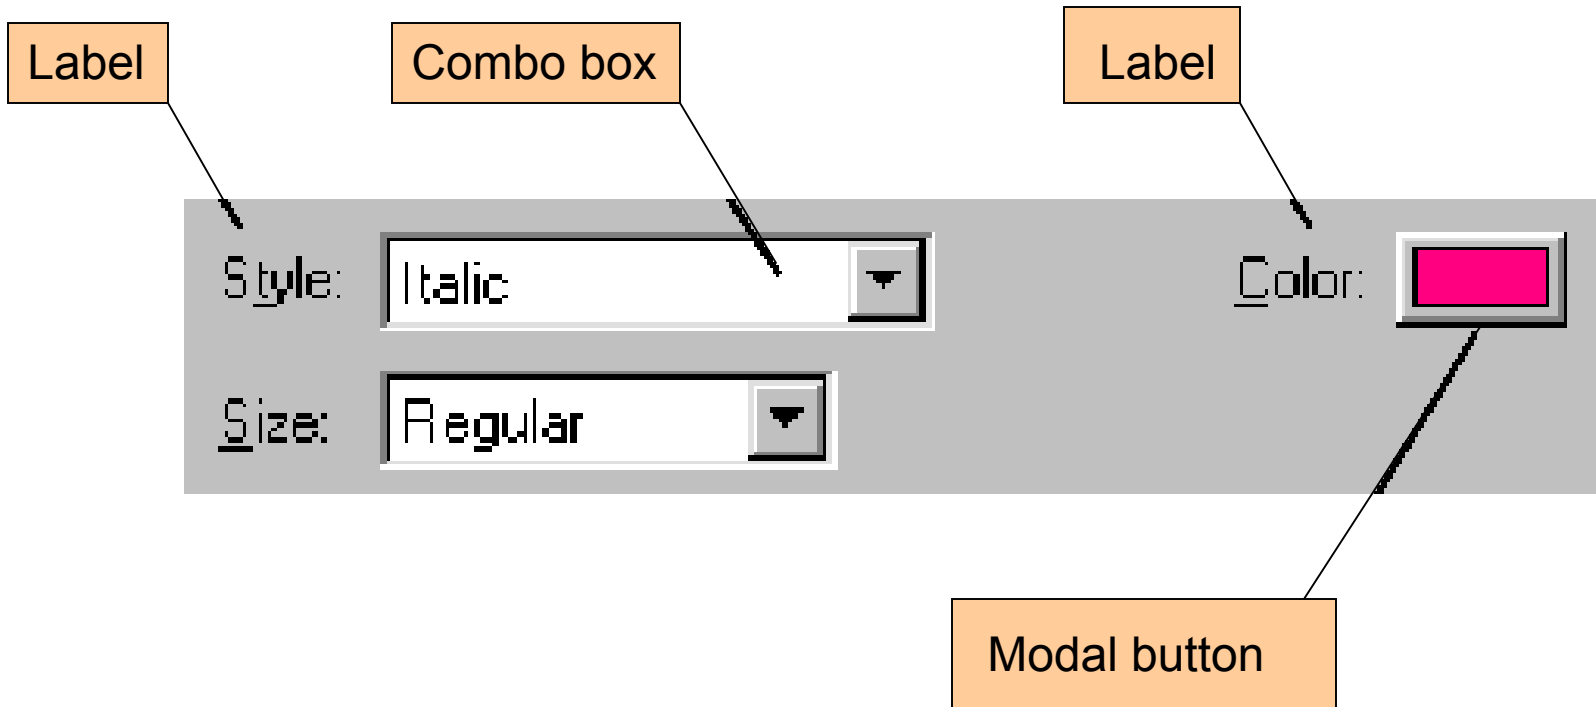 Label
Combo box
Label
Style:
Italic
Color:
Size:
Regular
Modal button